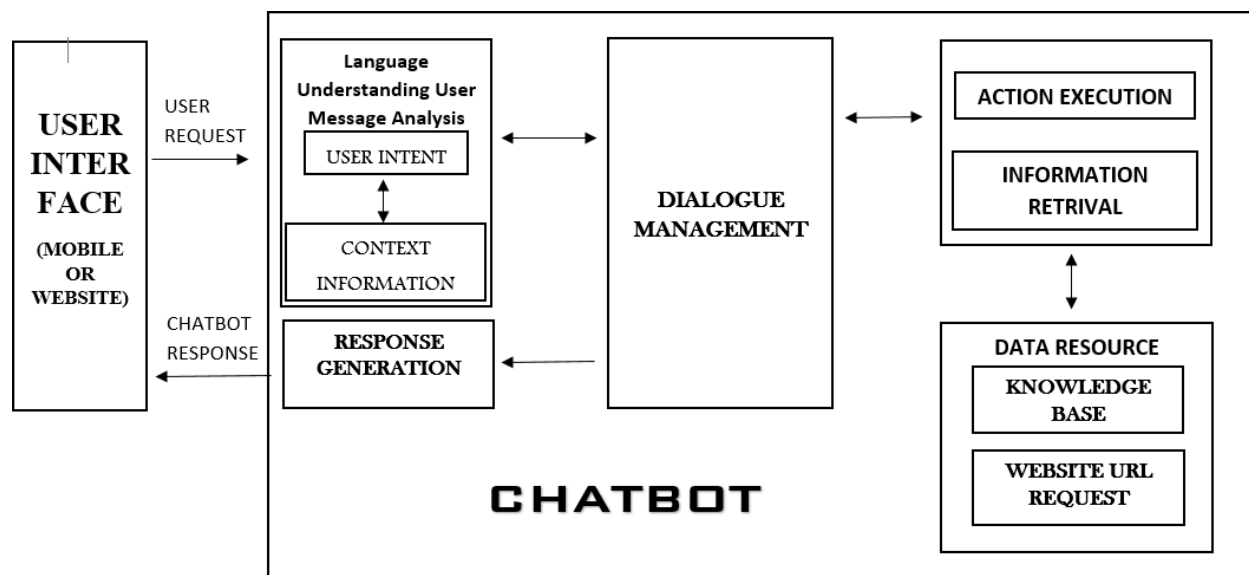 USER
INTER
FACE
(MOBILE
OR
WEBSITE)
USER
REQUEST
CHATBOT
RESPONSE
Language
Understanding User
Message Analysis
USER INTENT
CONTEXT
INFORMATION
RESPONSE
GENERATION
DIALOGUE
MANAGEMENT
ACTION EXECUTION
INFORMATION
RETRIVAL
DATA RESOURCE
KNOWLEDGE
BASE
WEBSITE URL
REQUEST
CHATBOT